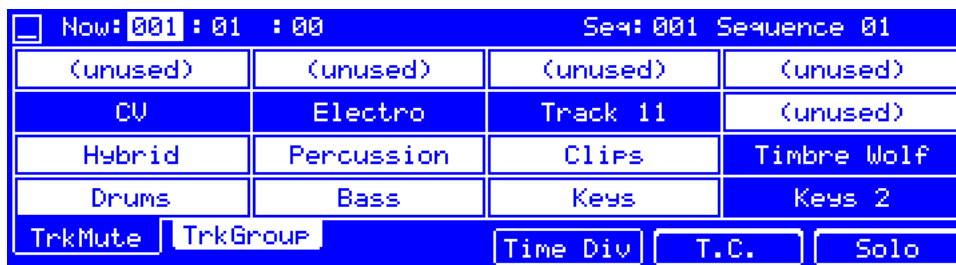 Now: 001 : 01 : 00 Seq: 001 Sequence 01
(unused) (unused) (unused) (unused)
CV Electro Track 11 (unused)
Hybrid Percussion Clips Timbre Wolf
Drums Bass Keys Keys 2
TrkMute TrkGroup Time Div T.C. Solo